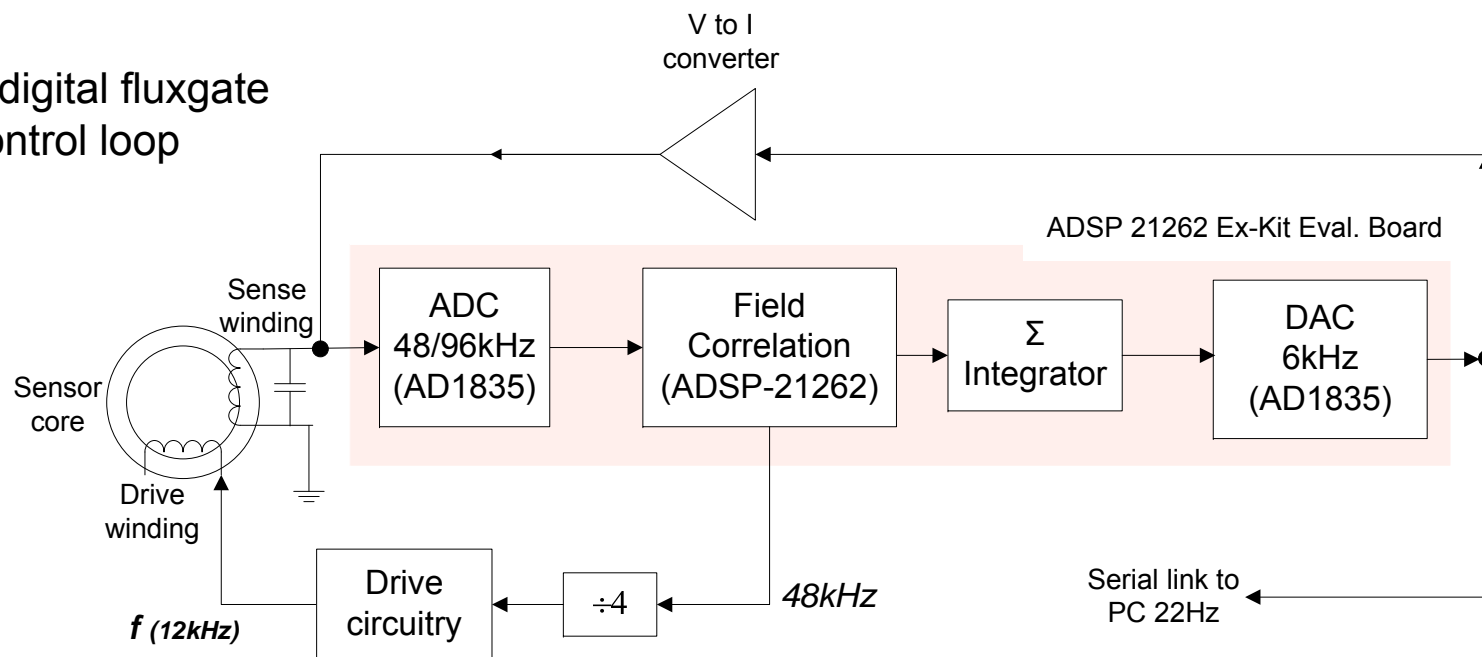 digital fluxgate
ontrol loop
V to I
converter
ADSP 21262 Ex-Kit Eval. Board
Sense
winding
ADC
48/96kHz
(AD1835)
Field
Correlation
(ADSP-21262)
Σ
Integrator
DAC
6kHz
(AD1835)
Sensor
core
Drive
winding
Drive
circuitry
÷4
48kHz
f (12kHz)
Serial link to
PC 22Hz